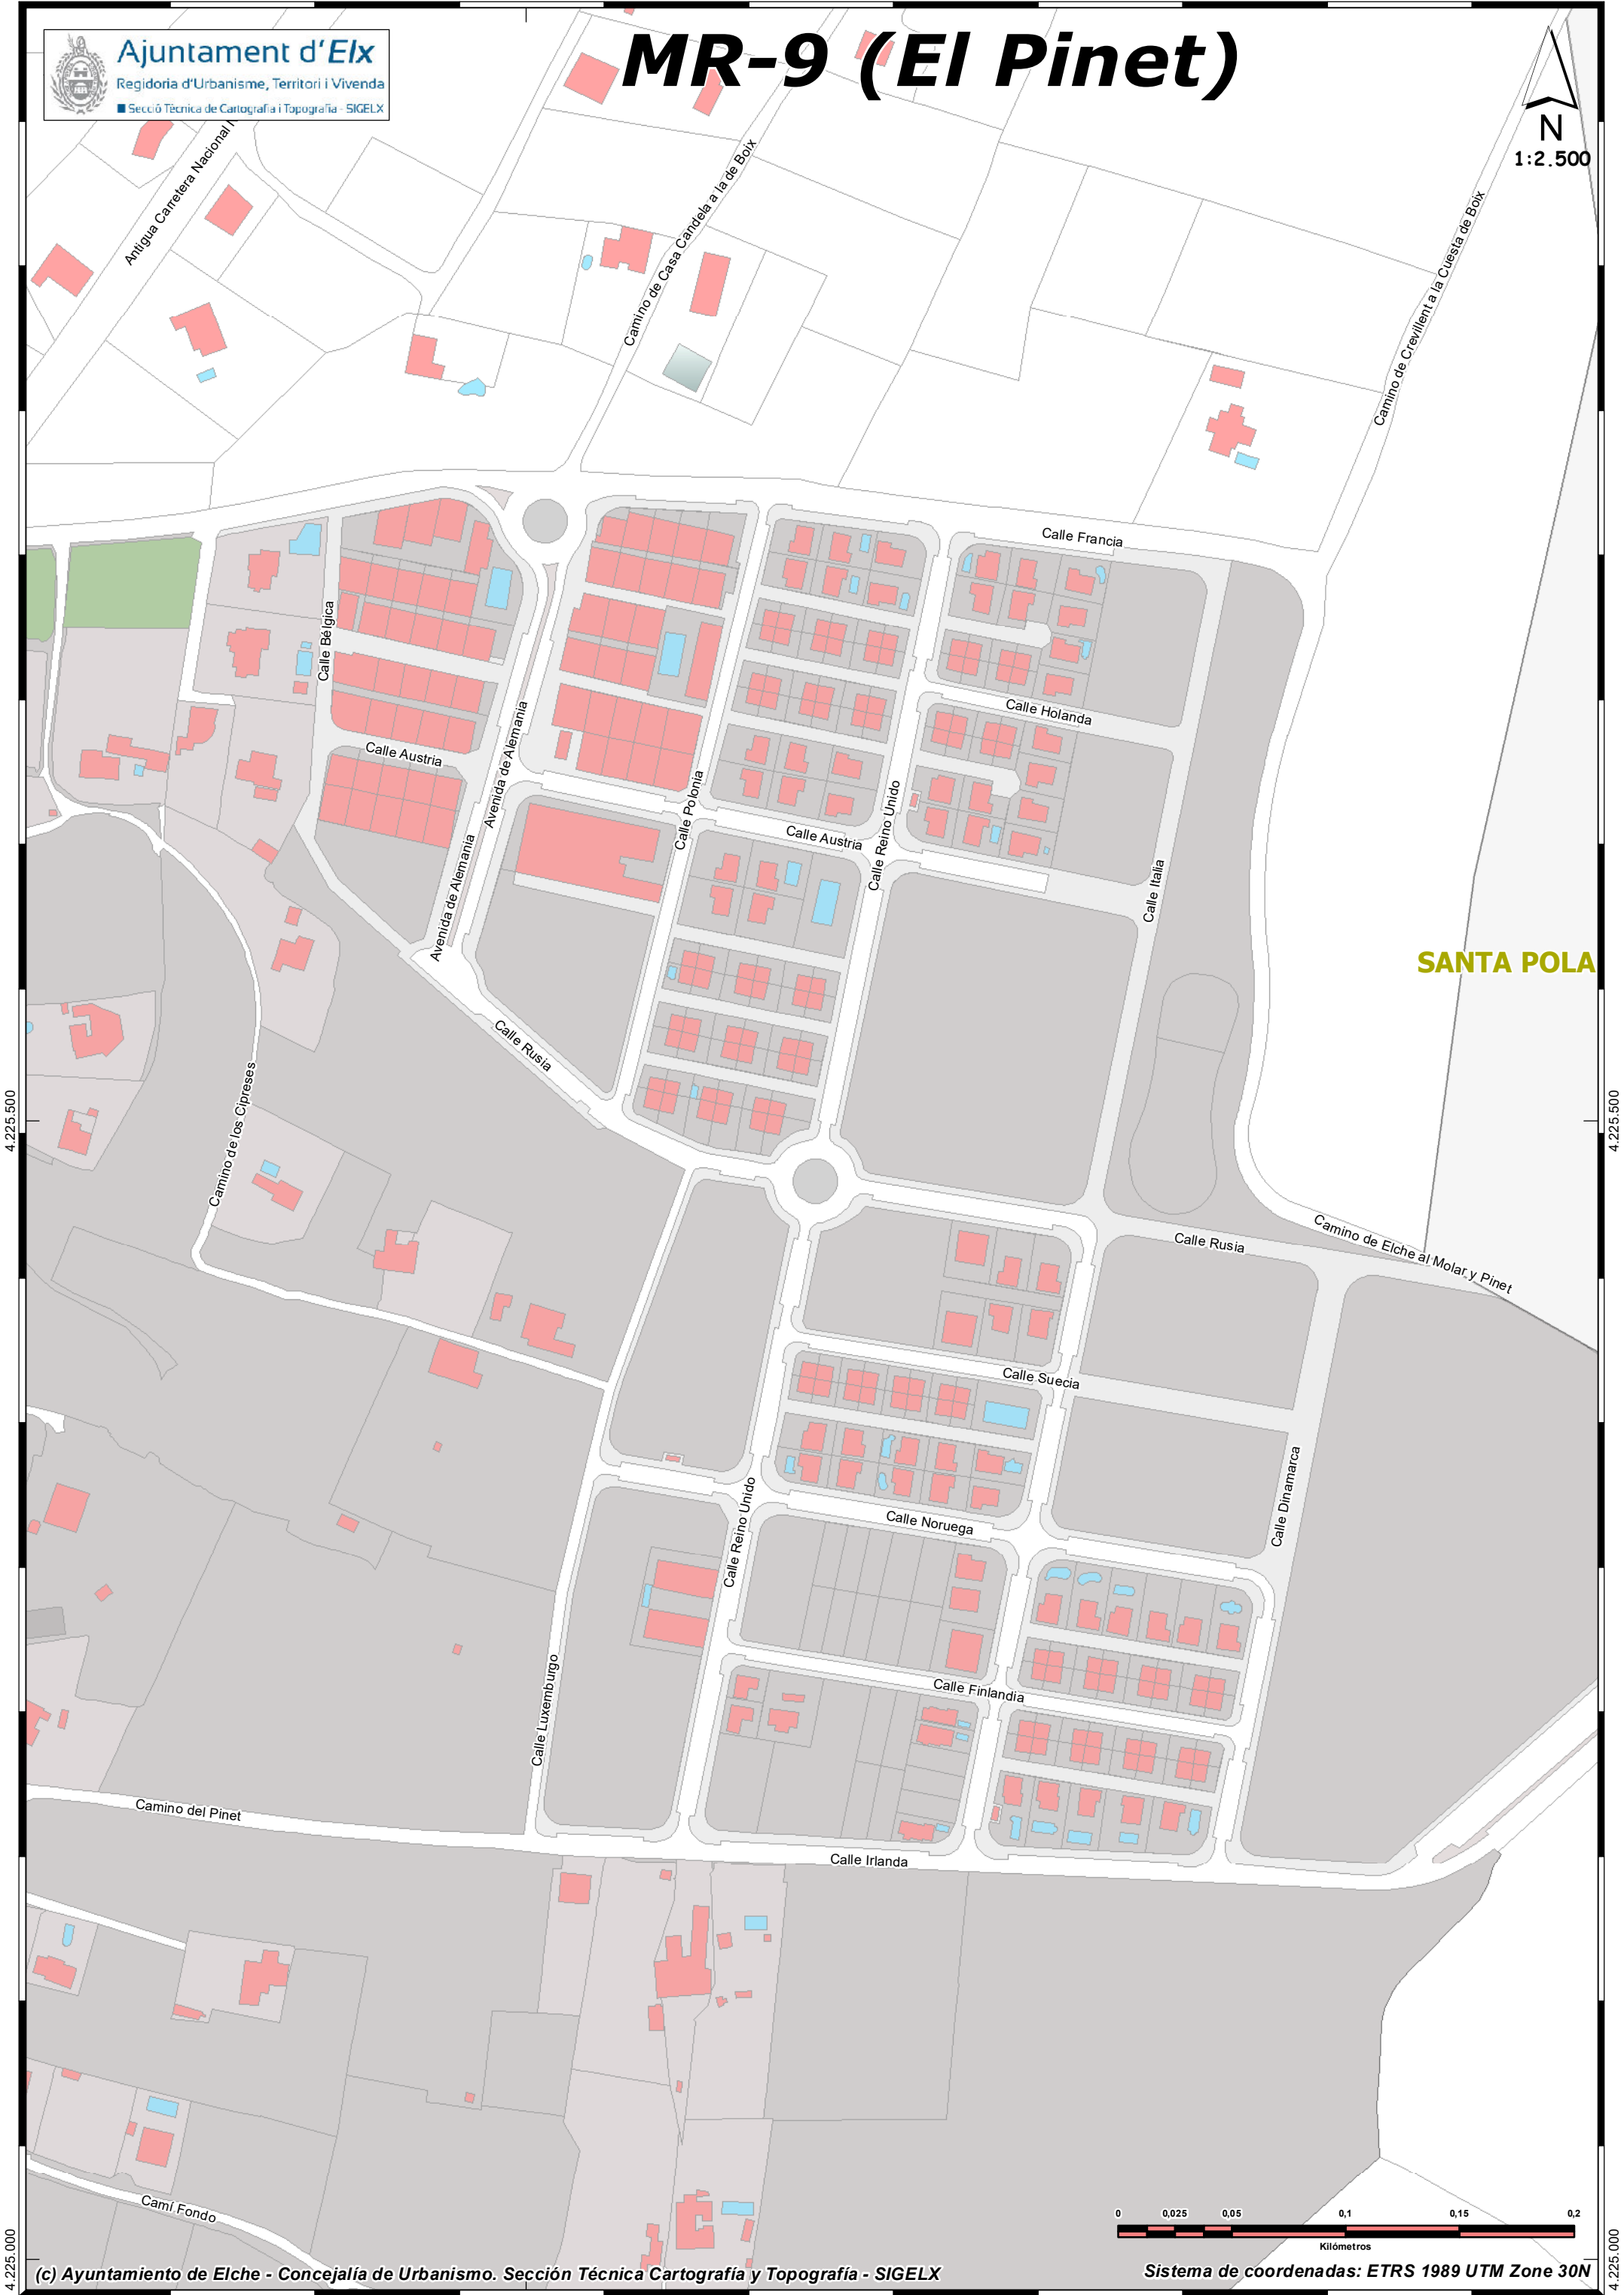 Ajuntament d'Elx
Regidoria d'Urbanisme, Territori i Vivenda
Secció Tècnica de Cartografia i Topografia - SIGELX
MR-9 (El Pinet)
N
1:2.500
Antigua Carretera Nacional
Camino de Casa Candela a la de Boix
Camino de Crevillent a la Cuesta de Boix
Calle Francia
Calle Bélgica
Calle Holanda
Avenida de Alemania
Calle Austria
Calle Polonia
Calle Reino Unido
Calle Austria
Avenida de Alemania
Calle Italia
SANTA POLA
Calle Rusia
Camino de los Cipreses
4.225.500
4.225.500
Calle Rusia
Camino de Elche al Molar y Pinet
Calle Suecia
Calle Dinamarca
Calle Reino Unido
Calle Noruega
Calle Luxemburgo
Calle Finlandia
Camino del Pinet
Calle Irlanda
Camí Fondo
0 0,025 0,05 0,1 0,15 0,2
Kilómetros
4.225.000
4.225.000
(c) Ayuntamiento de Elche - Concejalía de Urbanismo. Sección Técnica Cartografía y Topografía - SIGELX
Sistema de coordenadas: ETRS 1989 UTM Zone 30N